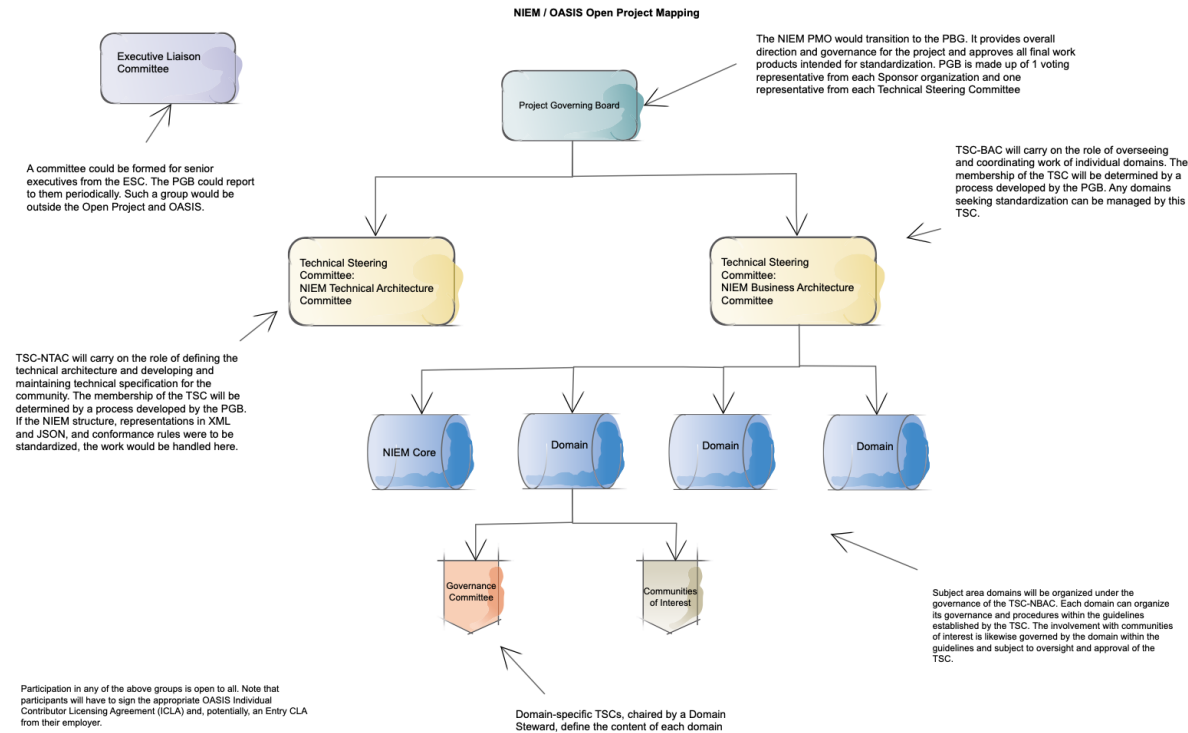 NIEM / OASIS Open Project Mapping
Executive Liaison
Committee
The NIEM PMO would transition to the PBG. It provides overall
direction and governance for the project and approves all final work
products intended for standardization. PGB is made up of 1 voting
representative from each Sponsor organization and one
representative from each Technical Steering Committee
Project Governing Board
A committee could be formed for senior
executives from the ESC. The PGB could report
to them periodically. Such a group would be
outside the Open Project and OASIS.
TSC-BAC will carry on the role of overseeing
and coordinating work of individual domains. The
membership of the TSC will be determined by a
process developed by the PGB. Any domains
seeking standardization can be managed by this
TSC.
Technical Steering
Committee:
NIEM Technical Architecture
Committee
Technical Steering
Committee:
NIEM Business Architecture
Committee
TSC-NTAC will carry on the role of defining the
technical architecture and developing and
maintaining technical specification for the
community. The membership of the TSC will be
determined by a process developed by the PGB.
If the NIEM structure, representations in XML
and JSON, and conformance rules were to be
standardized, the work would be handled here.
NIEM Core
Domain
Domain
Domain
Governance
Committee
Communities
of Interest
Subject area domains will be organized under the
governance of the TSC-NBAC. Each domain can organize
its governance and procedures within the guidelines
established by the TSC. The involvement with communities
of interest is likewise governed by the domain within the
guidelines and subject to oversight and approval of the
TSC.
Participation in any of the above groups is open to all. Note that
participants will have to sign the appropriate OASIS Individual
Contributor Licensing Agreement (ICLA) and, potentially, an Entry CLA
from their employer.
Domain-specific TSCs, chaired by a Domain
Steward, define the content of each domain